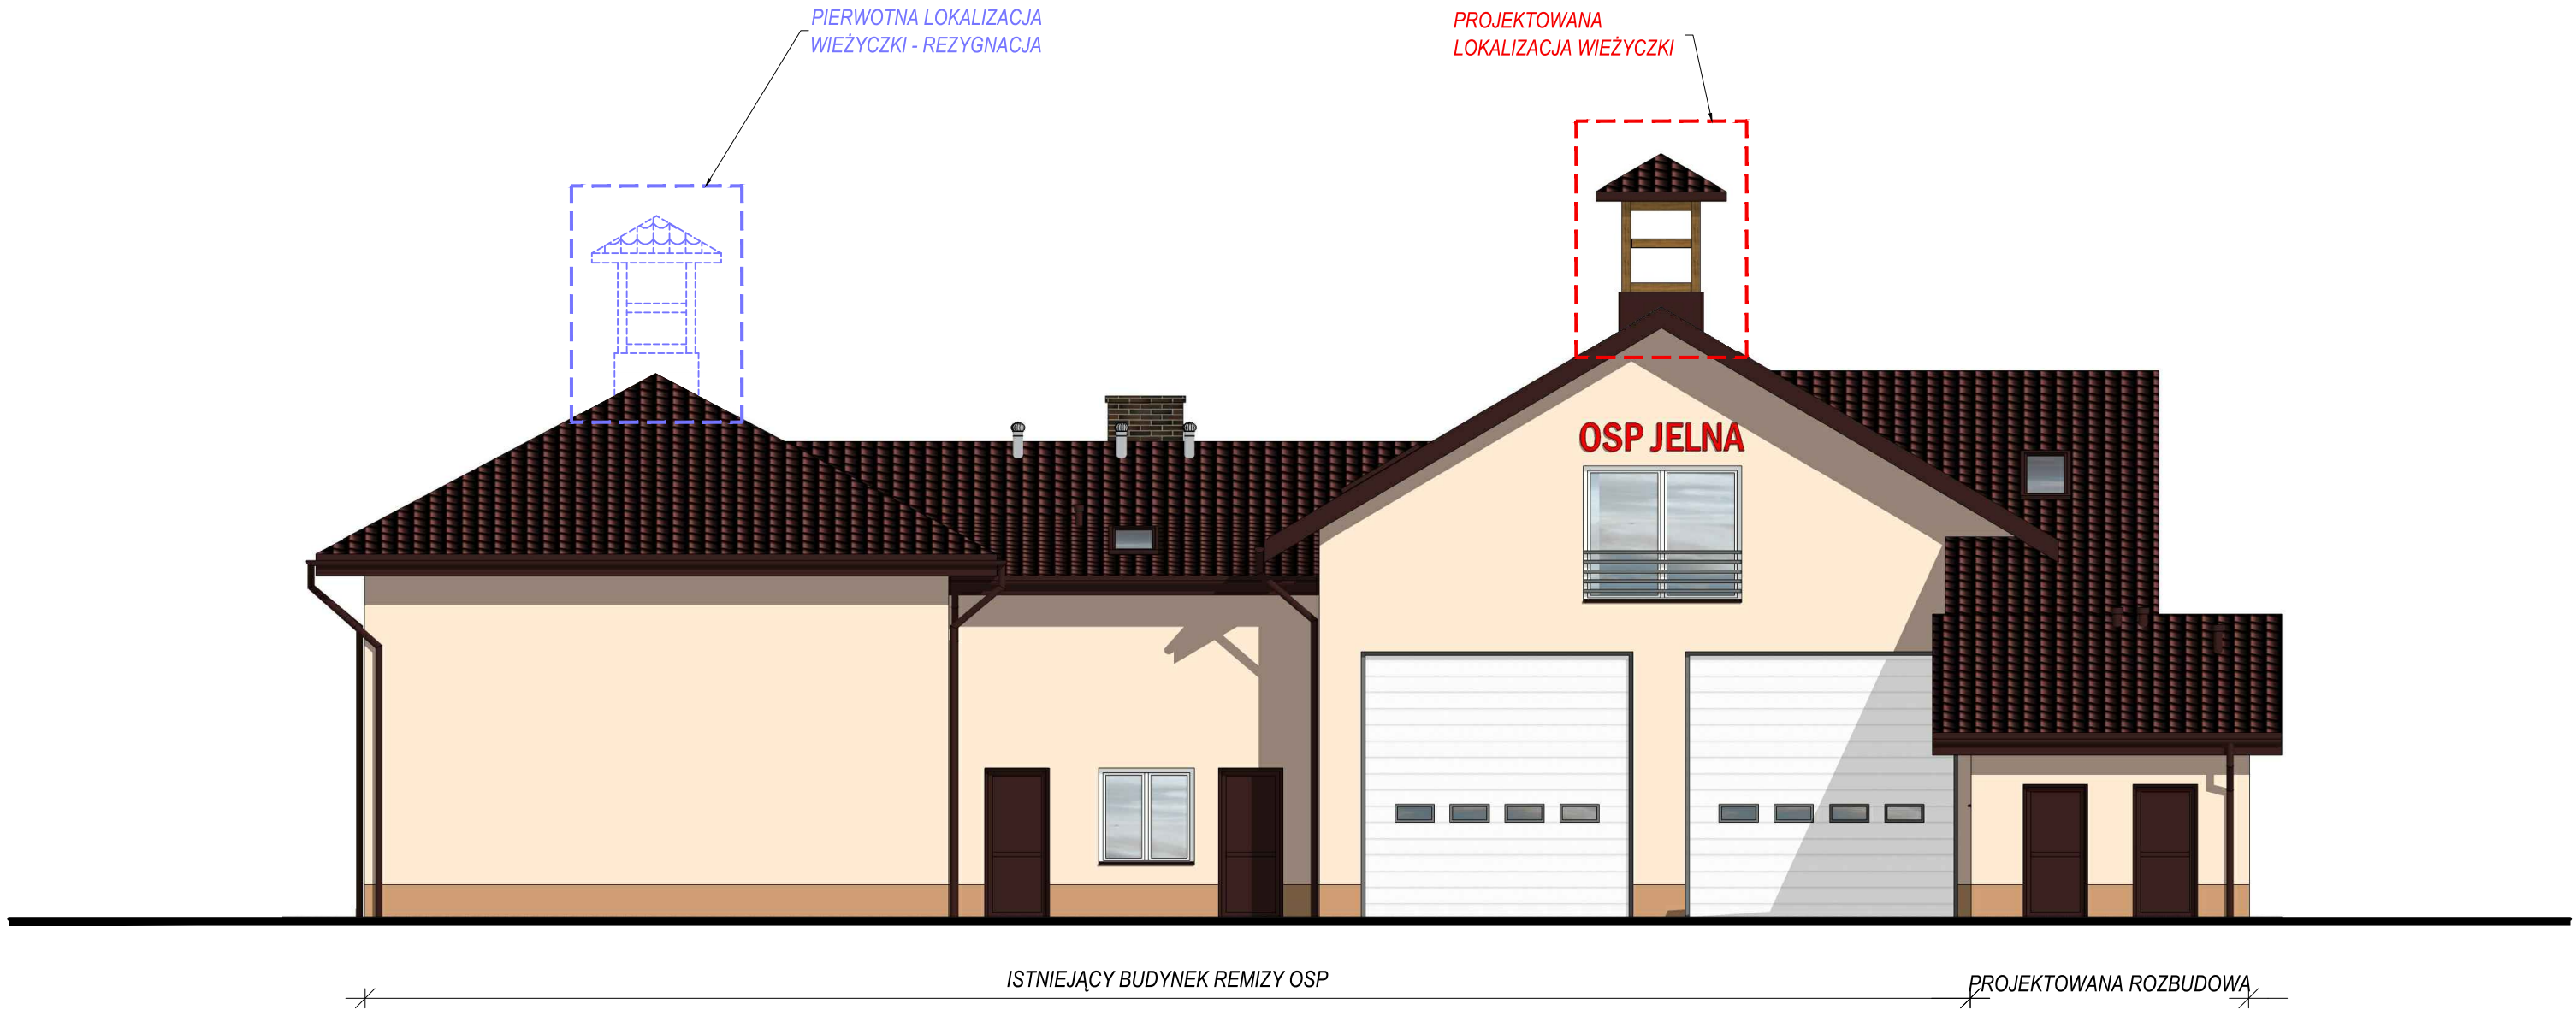 PIERWOTNA LOKALIZACJA
WIEŻYCZKI - REZYGNACJA
PROJEKTOWANA
LOKALIZACJA WIEŻYCZKI
OSP JELNA
ISTNIEJĄCY BUDYNEK REMIZY OSP
PROJEKTOWANA ROZBUDOWA